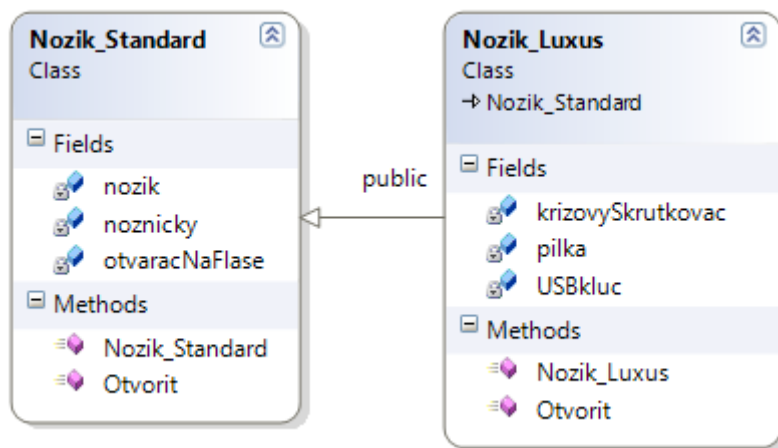 Nozik_Standard
Class
Fields
nozik
noznicky
otvaracNaFlase
Methods
Nozik_Standard
Otvorit
public
Nozik_Luxus
Class
Nozik_Standard
Fields
krizovySkrutkovac
pilka
USBkluc
Methods
Nozik_Luxus
Otvorit